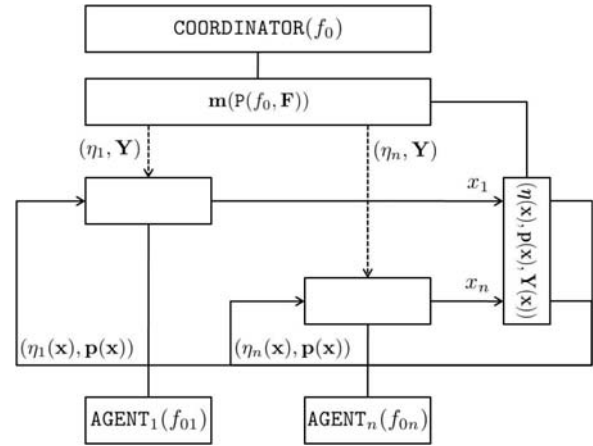 COORDINATOR(f₀)
m(P(f₀, F))
(η₁, Y)
(ηₙ, Y)
x₁
(η(x), p(x), Y(x))
xₙ
(η₁(x), p(x))
(ηₙ(x), p(x))
AGENT₁(f₀₁)
AGENTₙ(f₀ₙ)